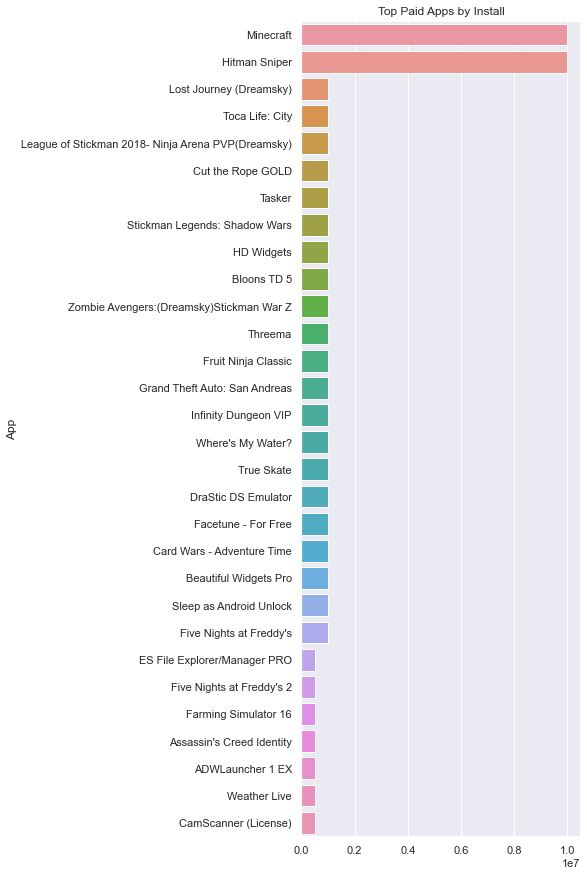 Top Paid Apps by Install
Minecraft
Hitman Sniper
Lost Journey (Dreamsky)
Toca Life: City
League of Stickman 2018- Ninja Arena PVP(Dreamsky)
Cut the Rope GOLD
Tasker
Stickman Legends: Shadow Wars
HD Widgets
Bloons TD 5
Zombie Avengers:(Dreamsky)Stickman War Z
Threema
Fruit Ninja Classic
Grand Theft Auto: San Andreas
App
Infinity Dungeon VIP
Where's My Water?
True Skate
DraStic DS Emulator
Facetune - For Free
Card Wars - Adventure Time
Beautiful Widgets Pro
Sleep as Android Unlock
Five Nights at Freddy's
ES File Explorer/Manager PRO
Five Nights at Freddy's 2
Farming Simulator 16
Assassin's Creed Identity
ADWLauncher 1 EX
Weather Live
CamScanner (License)
0.0 0.2 0.4 0.6 0.8 1.0
1e7